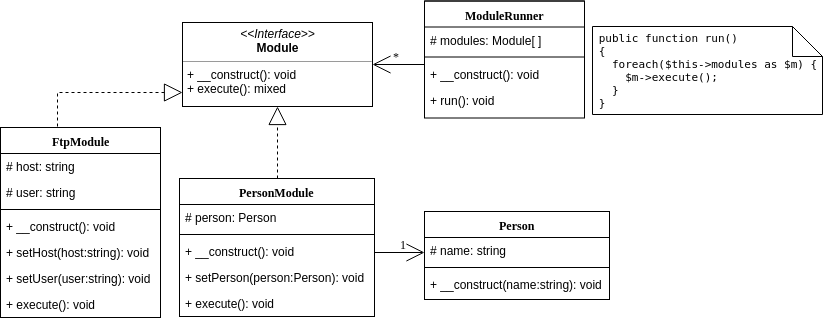 <<Interface>>
Module
+ __construct(): void
+ execute(): mixed
*
ModuleRunner
# modules: Module[ ]
+ __construct(): void
+ run(): void
public function run()
{
foreach($this->modules as $m) {
$m->execute();
}
}
FtpModule
# host: string
# user: string
+ __construct(): void
+ setHost(host:string): void
+ setUser(user:string): void
+ execute(): void
PersonModule
# person: Person
+ __construct(): void
+ setPerson(person:Person): void
+ execute(): void
1
Person
# name: string
+ __construct(name:string): void